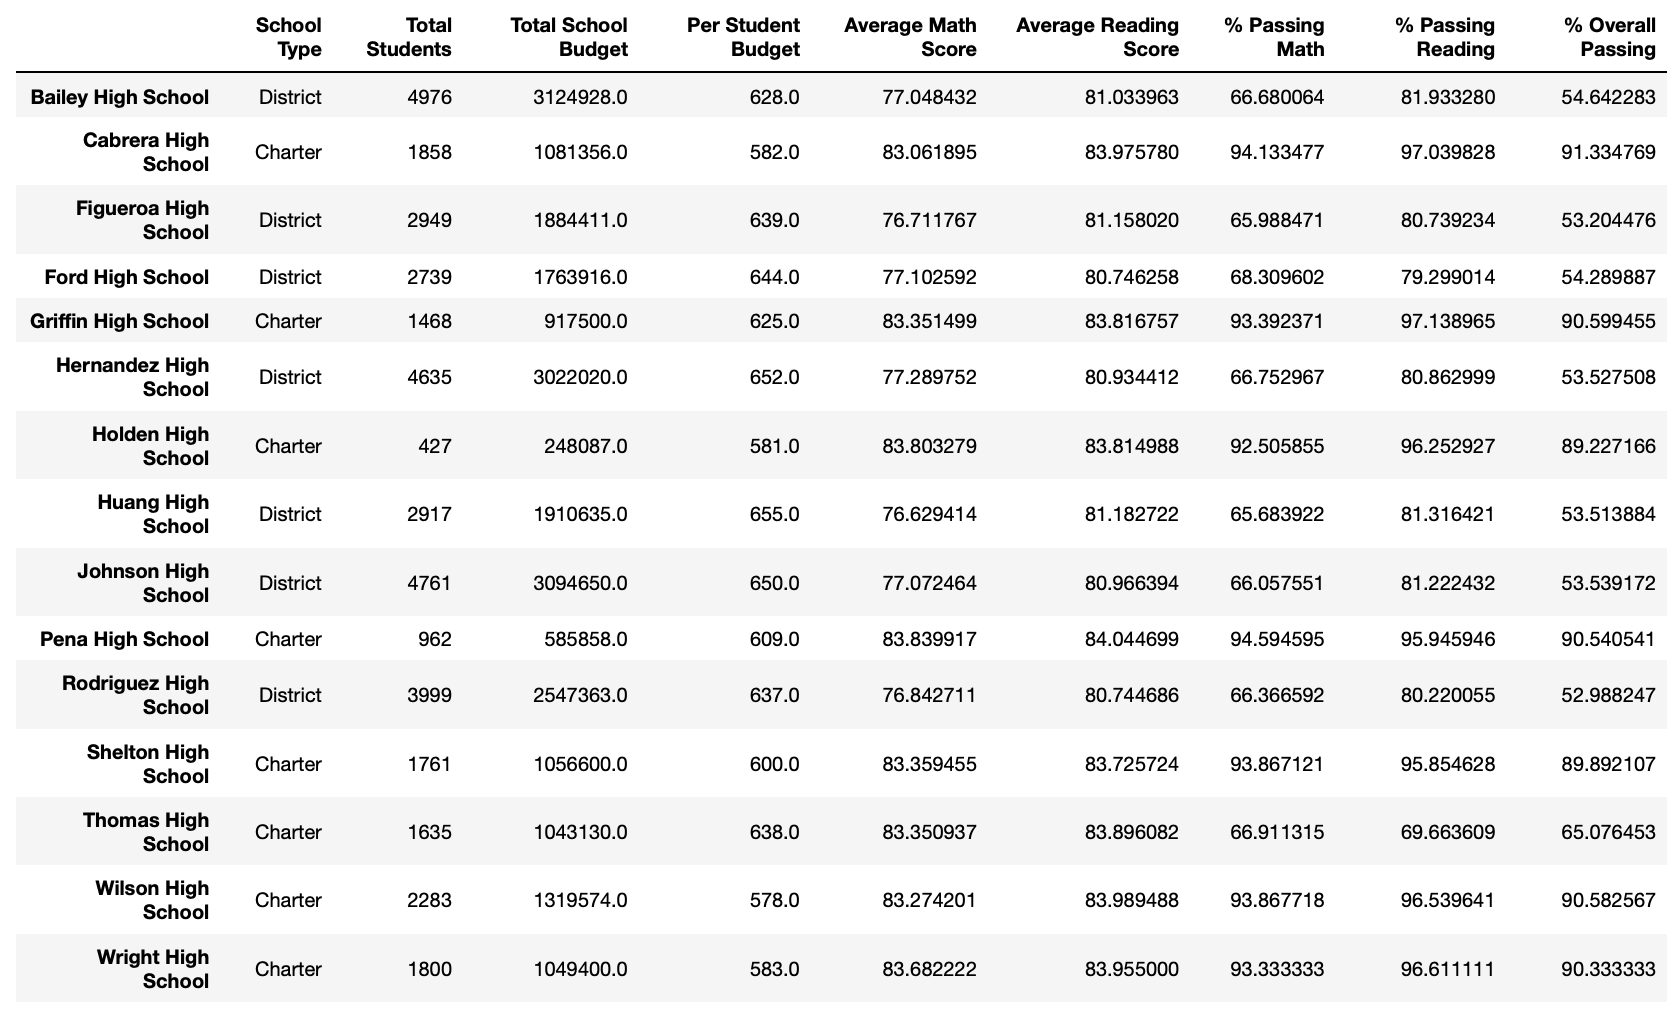 School Type Total Students Total School Budget Per Student Budget Average Math Score Average Reading Score % Passing Math % Passing Reading % Overall Passing
Bailey High School District 4976 3124928.0 628.0 77.048432 81.033963 66.680064 81.933280 54.642283
Cabrera High School Charter 1858 1081356.0 582.0 83.061895 83.975780 94.133477 97.039828 91.334769
Figueroa High School District 2949 1884411.0 639.0 76.711767 81.158020 65.988471 80.739234 53.204476
Ford High School District 2739 1763916.0 644.0 77.102592 80.746258 68.309602 79.299014 54.289887
Griffin High School Charter 1468 917500.0 625.0 83.351499 83.816757 93.392371 97.138965 90.599455
Hernandez High School District 4635 3022020.0 652.0 77.289752 80.934412 66.752967 80.862999 53.527508
Holden High School Charter 427 248087.0 581.0 83.803279 83.814988 92.505855 96.252927 89.227166
Huang High School District 2917 1910635.0 655.0 76.629414 81.182722 65.683922 81.316421 53.513884
Johnson High School District 4761 3094650.0 650.0 77.072464 80.966394 66.057551 81.222432 53.539172
Pena High School Charter 962 585858.0 609.0 83.839917 84.044699 94.594595 95.945946 90.540541
Rodriguez High School District 3999 2547363.0 637.0 76.842711 80.744686 66.366592 80.220055 52.988247
Shelton High School Charter 1761 1056600.0 600.0 83.359455 83.725724 93.867121 95.854628 89.892107
Thomas High School Charter 1635 1043130.0 638.0 83.350937 83.896082 66.911315 69.663609 65.076453
Wilson High School Charter 2283 1319574.0 578.0 83.274201 83.989488 93.867718 96.539641 90.582567
Wright High School Charter 1800 1049400.0 583.0 83.682222 83.955000 93.333333 96.611111 90.333333